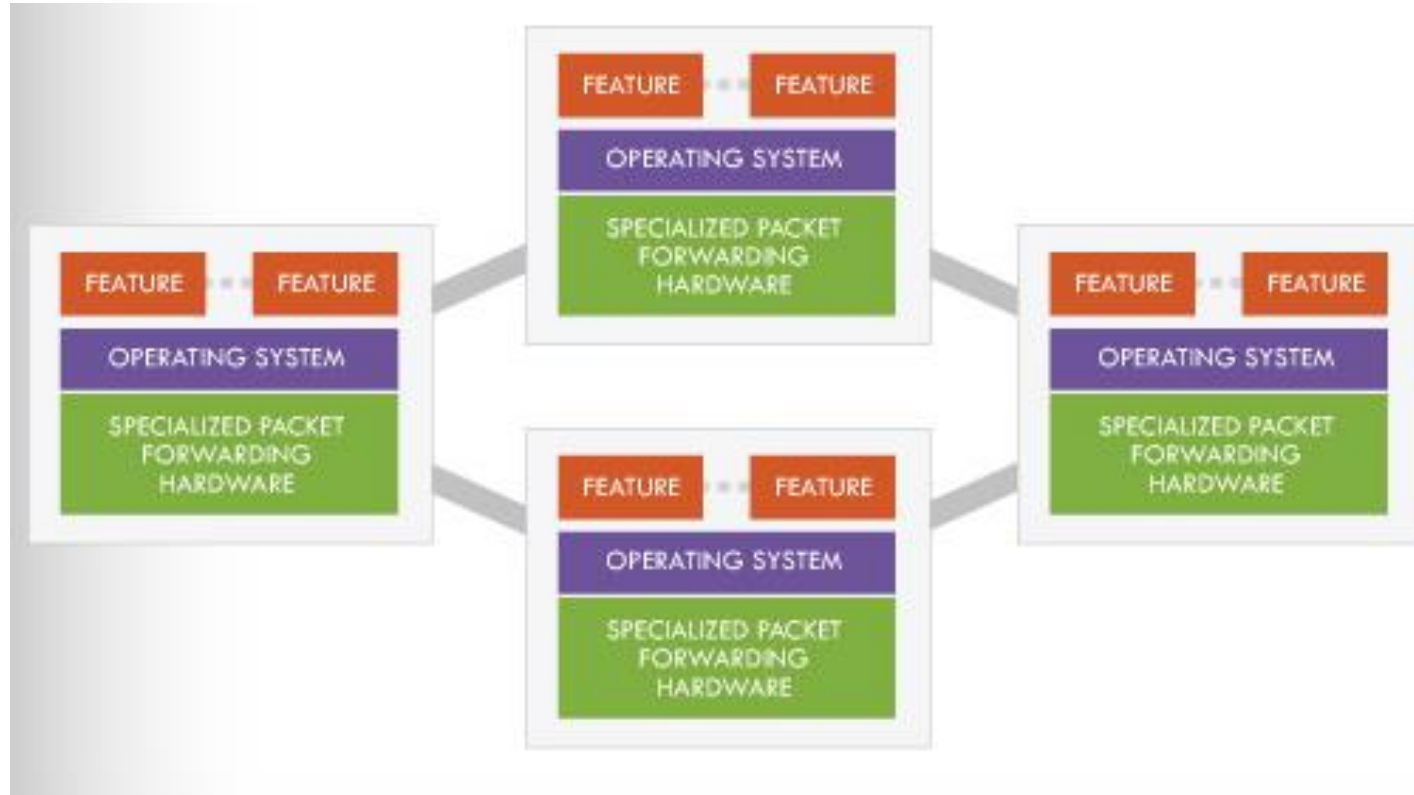 FEATURE FEATURE
OPERATING SYSTEM
SPECIALIZED PACKET
FORWARDING
HARDWARE
FEATURE FEATURE
OPERATING SYSTEM
SPECIALIZED PACKET
FORWARDING
HARDWARE
FEATURE FEATURE
OPERATING SYSTEM
SPECIALIZED PACKET
FORWARDING
HARDWARE
FEATURE FEATURE
OPERATING SYSTEM
SPECIALIZED PACKET
FORWARDING
HARDWARE